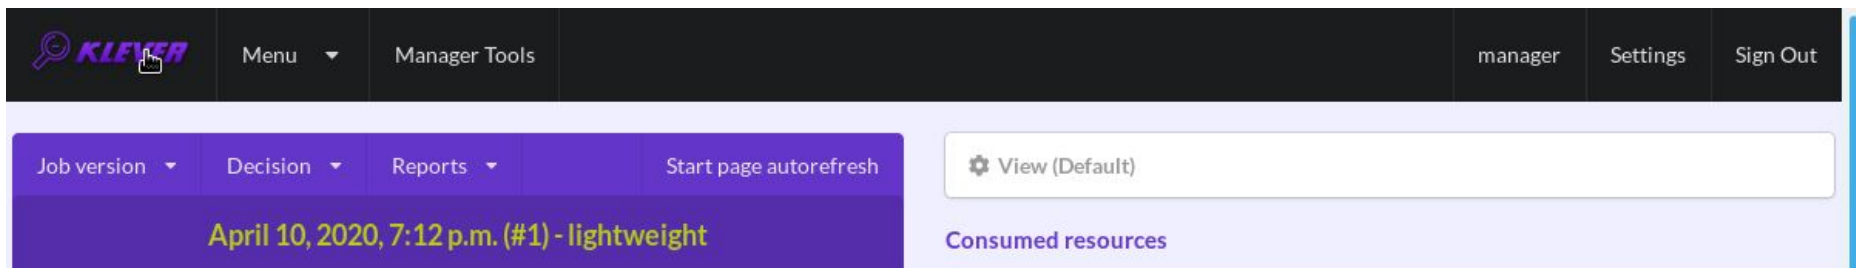 KLEVER Menu Manager Tools manager Settings Sign Out
Job version Decision Reports Start page autorefresh
View (Default)
April 10, 2020, 7:12 p.m. (#1) - lightweight
Consumed resources